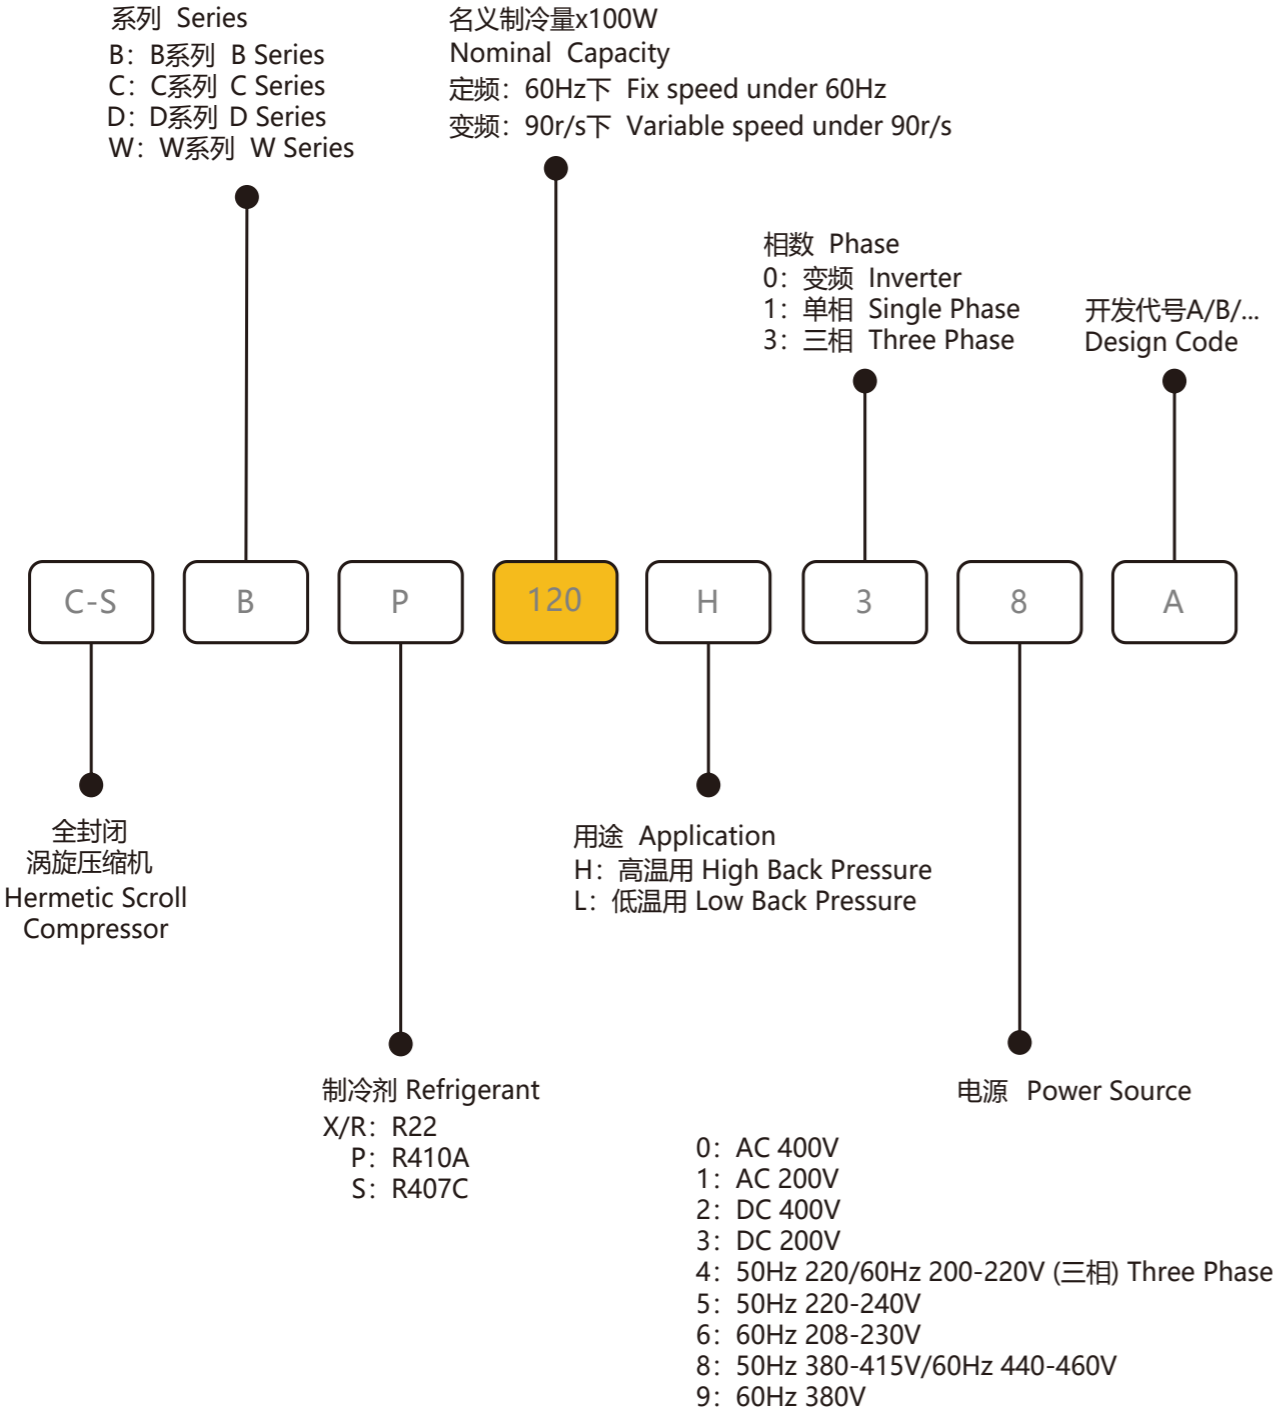 系列 Series
B：B系列 B Series
C：C系列 C Series
D：D系列 D Series
W：W系列 W Series
名义制冷量x100W
Nominal Capacity
定频：60Hz下 Fix speed under 60Hz
变频：90r/s下 Variable speed under 90r/s
相数 Phase
0：变频 Inverter
1：单相 Single Phase
3：三相 Three Phase
开发代号A/B/...
Design Code
C-S B P 120 H 3 8 A
全封闭
涡旋压缩机
Hermetic Scroll
Compressor
用途 Application
H：高温用 High Back Pressure
L：低温用 Low Back Pressure
制冷剂 Refrigerant
X/R：R22
P：R410A
S：R407C
电源 Power Source
0：AC 400V
1：AC 200V
2：DC 400V
3：DC 200V
4：50Hz 220/60Hz 200-220V (三相) Three Phase
5：50Hz 220-240V
6：60Hz 208-230V
8：50Hz 380-415V/60Hz 440-460V
9：60Hz 380V